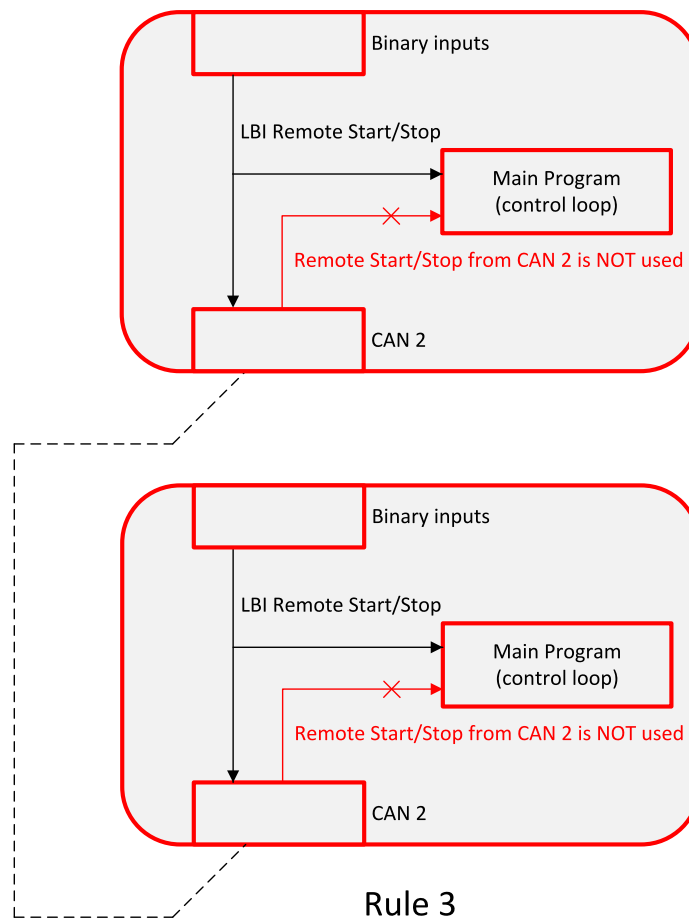 Binary inputs
LBI Remote Start/Stop
Main Program
(control loop)
Remote Start/Stop from CAN 2 is NOT used
CAN 2
Binary inputs
LBI Remote Start/Stop
Main Program
(control loop)
Remote Start/Stop from CAN 2 is NOT used
CAN 2
Rule 3